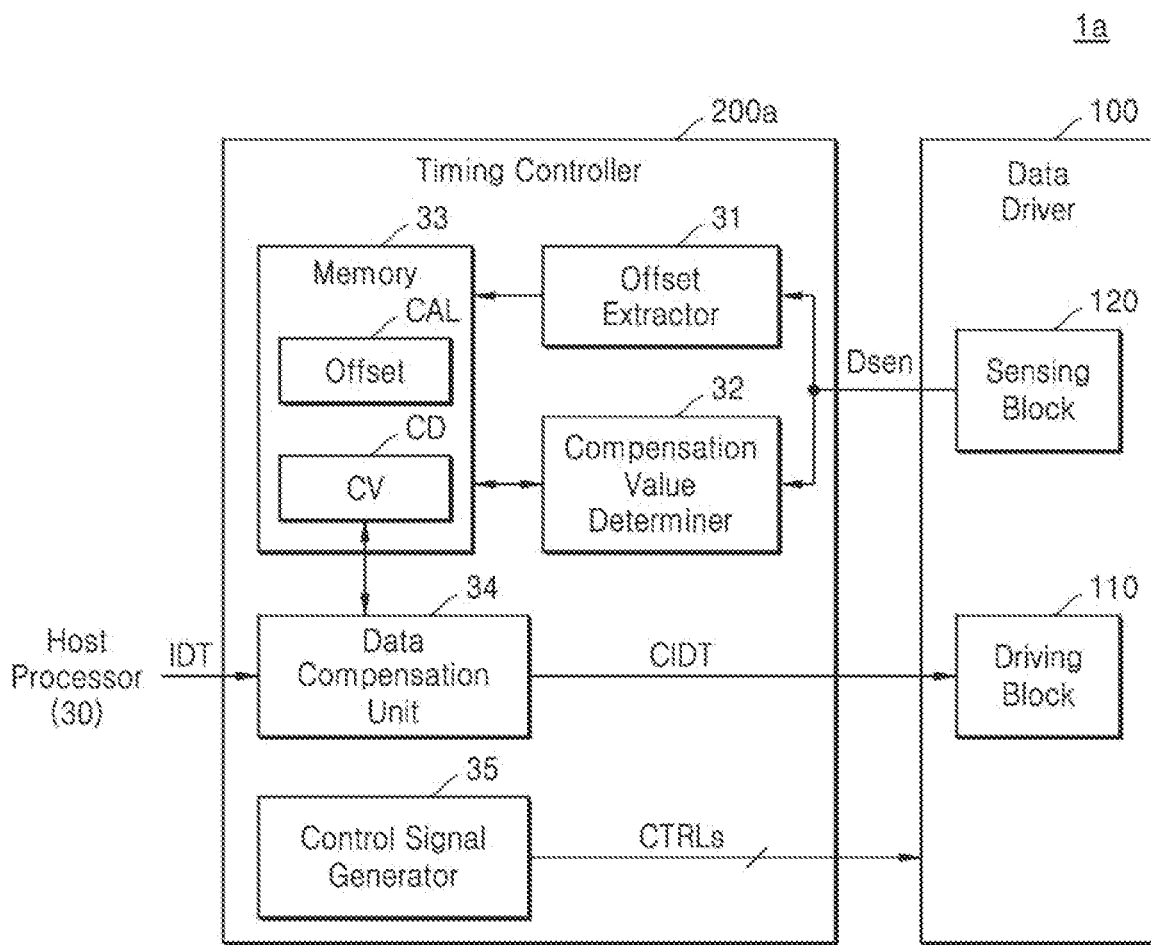 1a
200a
100
Timing Controller
Data
Driver
33
31
Memory
Offset
Extractor
CAL
Offset
120
Dsen
Sensing
Block
32
CD
Compensation
Value
Determiner
CV
34
110
Host
Processor
(30)
IDT
Data
Compensation
Unit
CIDT
Driving
Block
35
Control Signal
Generator
CTRLs